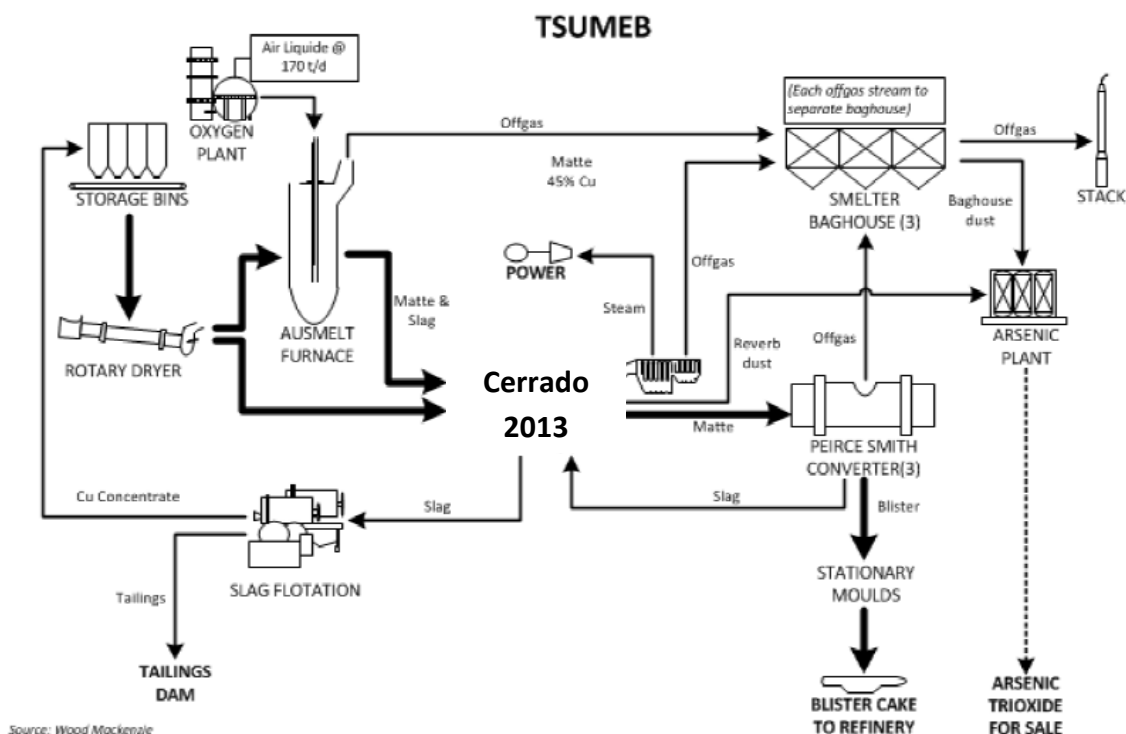 TSUMEB
Air Liquide @
170 t/d
(Each offgas stream to
separate baghouse)
OXYGEN
PLANT
Offgas
Offgas
Matte
45% Cu
STORAGE BINS
SMELTER
BAGHOUSE (3)
Baghouse
dust
STACK
POWER
Offgas
Matte &
Slag
Steam
AUSMELT
FURNACE
Reverb
dust
Offgas
ARSENIC
PLANT
ROTARY DRYER
Cerrado
2013
Matte
PEIRCE SMITH
CONVERTER(3)
Cu Concentrate
Slag
Slag
Blister
SLAG FLOTATION
STATIONARY
MOULDS
Tailings
TAILINGS
DAM
BLISTER CAKE
TO REFINERY
ARSENIC
TRIOXIDE
FOR SALE
Source: Wood Mackenzie